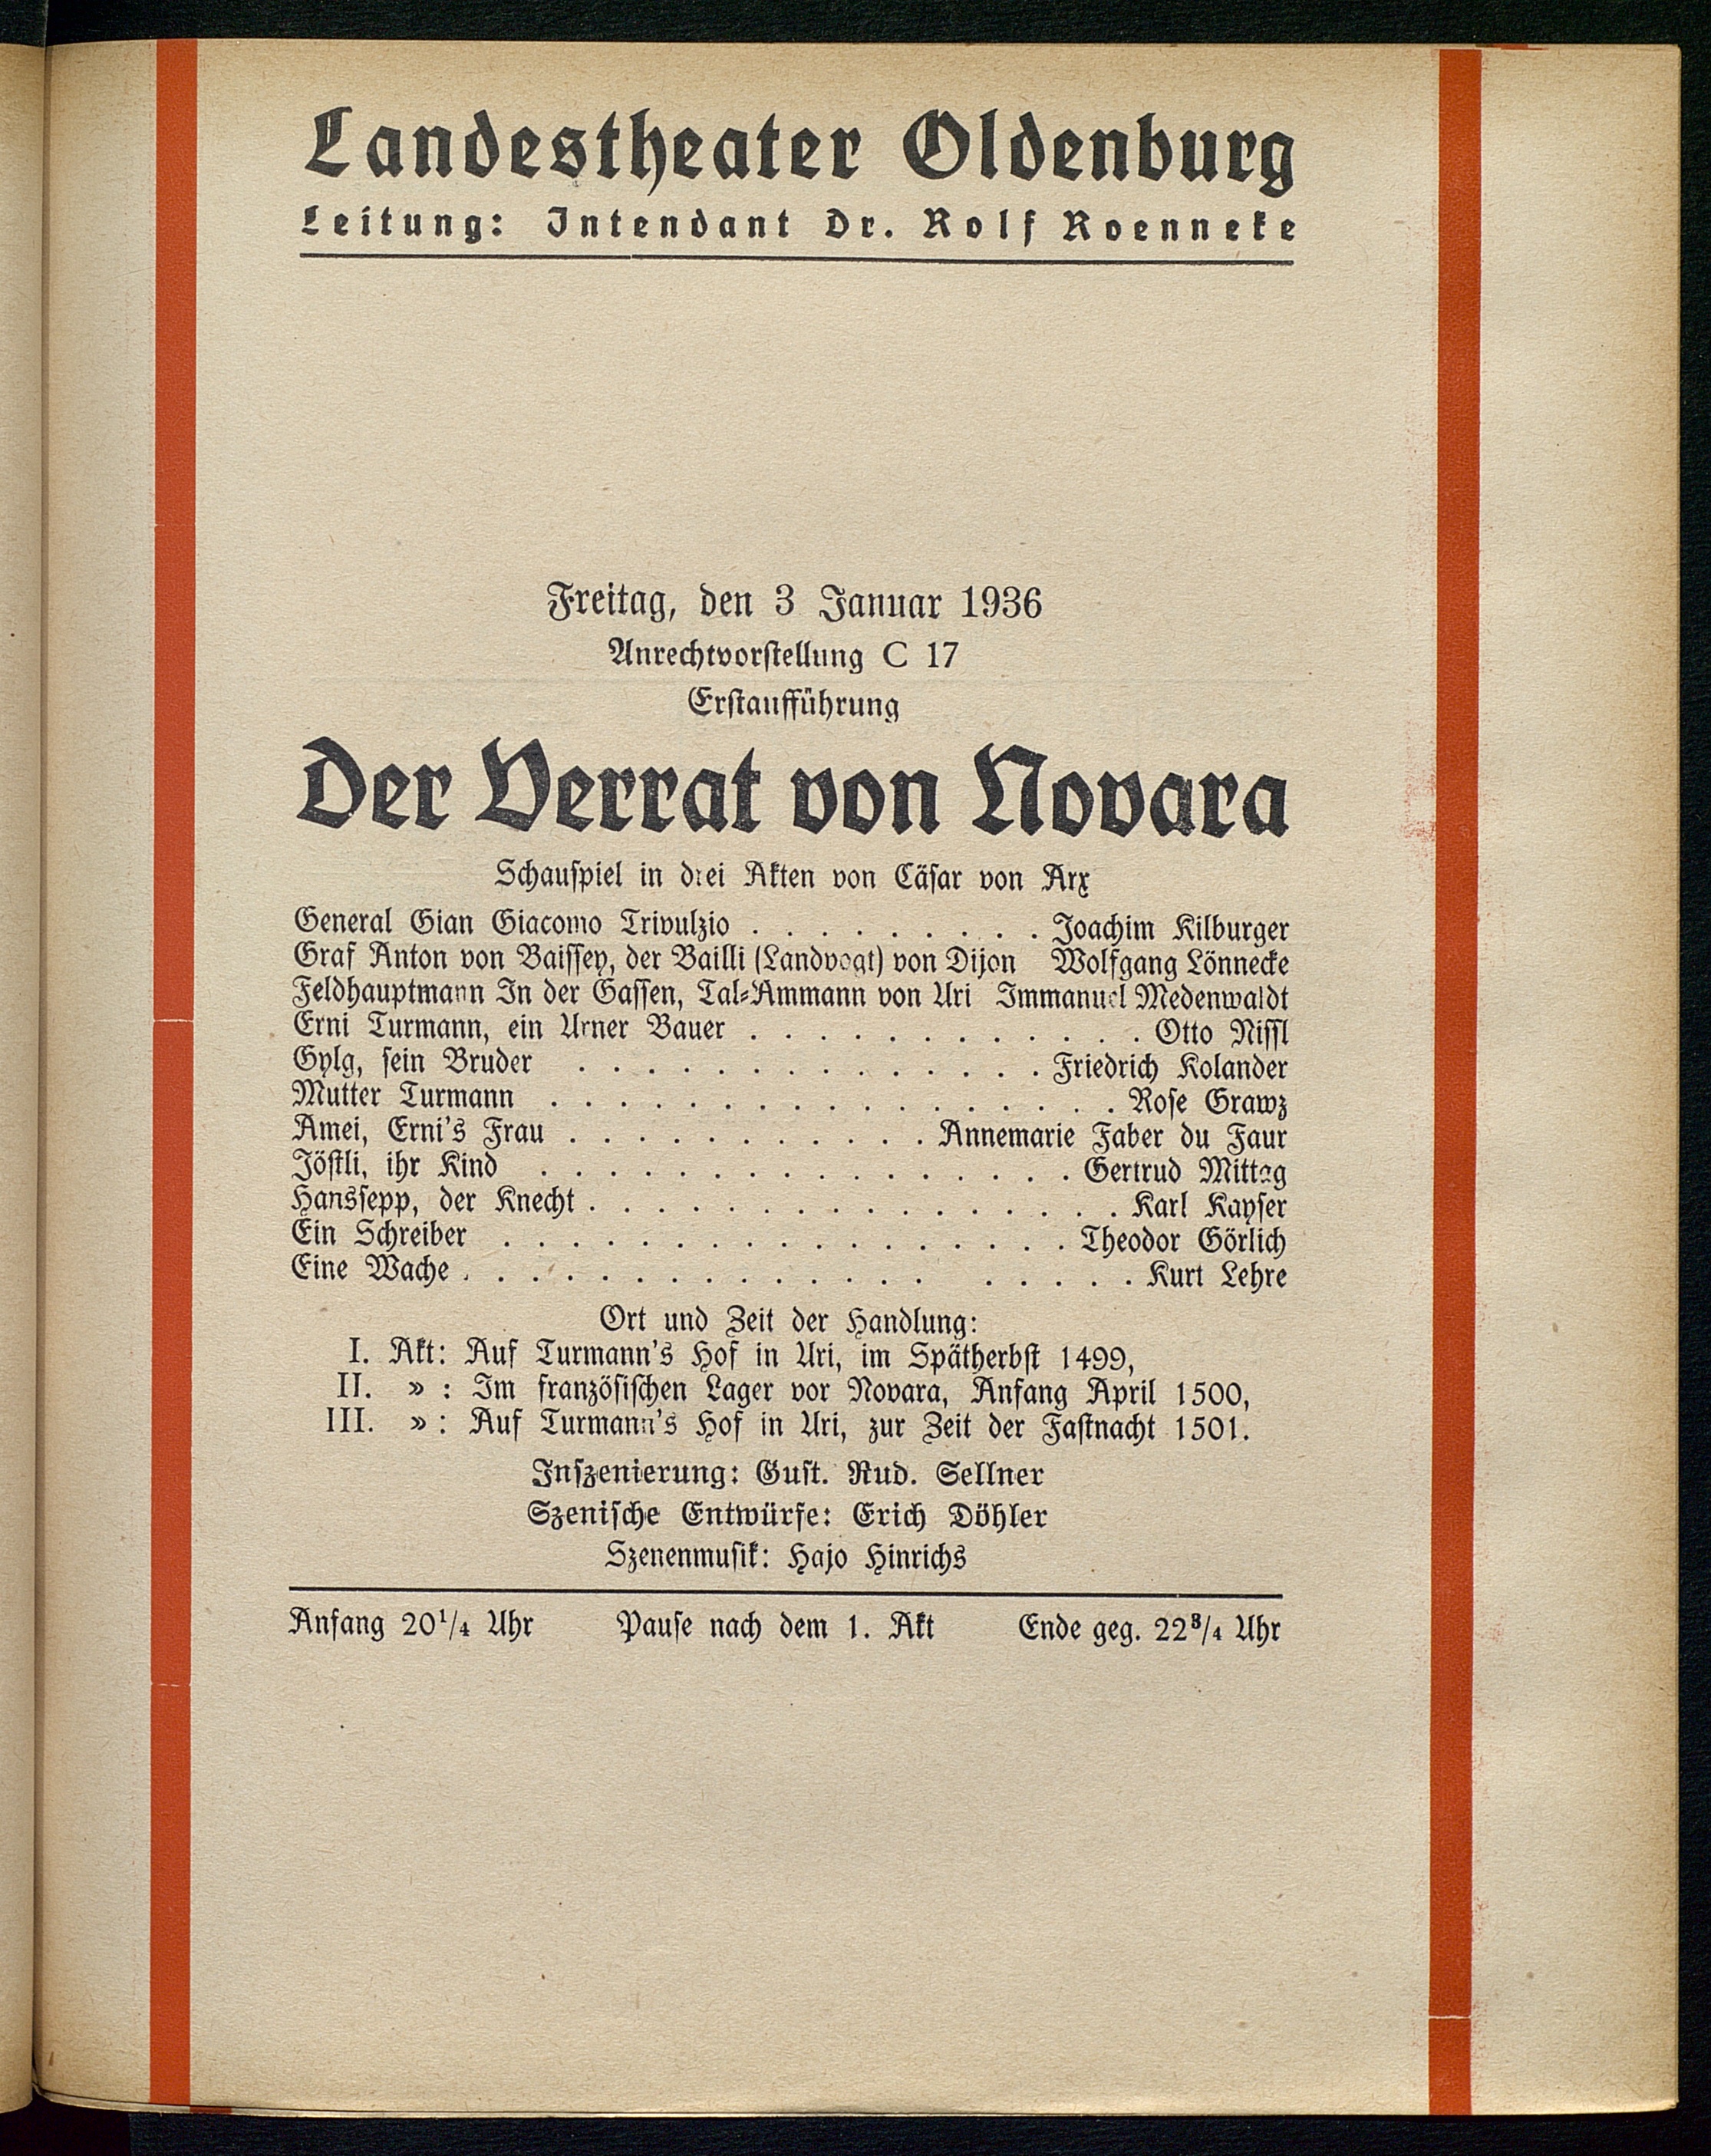 Landestheater Oldenburg
Leitung: Intendant Dr. Rolf Roenneke
Freitag, den 3 Januar 1936
Anrechtvorstellung C 17
Erstaufführung
Der Verrat von Novara
Schauspiel in drei Akten von Cäsar von Arx
General Gian Giacomo Trivulzio . . . . . . . . . Joachim Kilburger
Graf Anton von Baissey, der Bailli (Landvogt) von Dijon Wolfgang Lönnecke
Feldhauptmann In der Gassen, Tal-Ammann von Uri Immanuel Medenwaldt
Erni Turmann, ein Urner Bauer . . . . . . . . . . . . Otto Nissl
Gylg, sein Bruder . . . . . . . . . . . . . . Friedrich Kolander
Mutter Turmann . . . . . . . . . . . . . . . . . Rose Grawz
Amei, Erni's Frau . . . . . . . . . . . Annemarie Faber du Faur
Jöstli, ihr Kind . . . . . . . . . . . . . . . . Gertrud Mittag
Hanssepp, der Knecht . . . . . . . . . . . . . . . . Karl Kayser
Ein Schreiber . . . . . . . . . . . . . . . . . Theodor Görlich
Eine Wache . . . . . . . . . . . . . . . . . . . Kurt Lehre
Ort und Zeit der Handlung:
I. Akt: Auf Turmann's Hof in Uri, im Spätherbst 1499,
II. » : Im französischen Lager vor Novara, Anfang April 1500,
III. » : Auf Turmann's Hof in Uri, zur Zeit der Fastnacht 1501.
Inszenierung: Gust. Rud. Sellner
Szenische Entwürfe: Erich Döhler
Szenenmusik: Hajo Hinrichs
Anfang 20¹/₄ Uhr Pause nach dem 1. Akt Ende geg. 22³/₄ Uhr